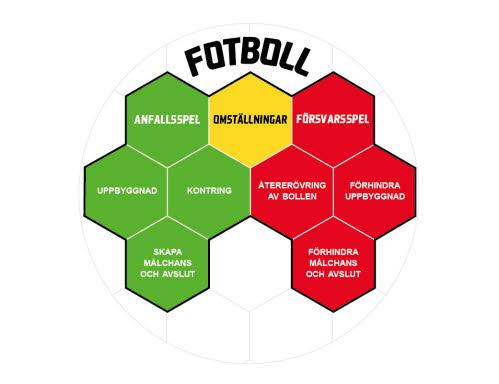 FOTBOLL
ANFALLSSPEL
OMSTÄLLNINGAR
FÖRSVARSSPEL
UPPBYGGNAD
KONTRING
ÅTERERÖVRING
AV BOLLEN
FÖRHINDRA
UPPBYGGNAD
SKAPA
MÅLCHANS
OCH AVSLUT
FÖRHINDRA
MÅLCHANS
OCH AVSLUT